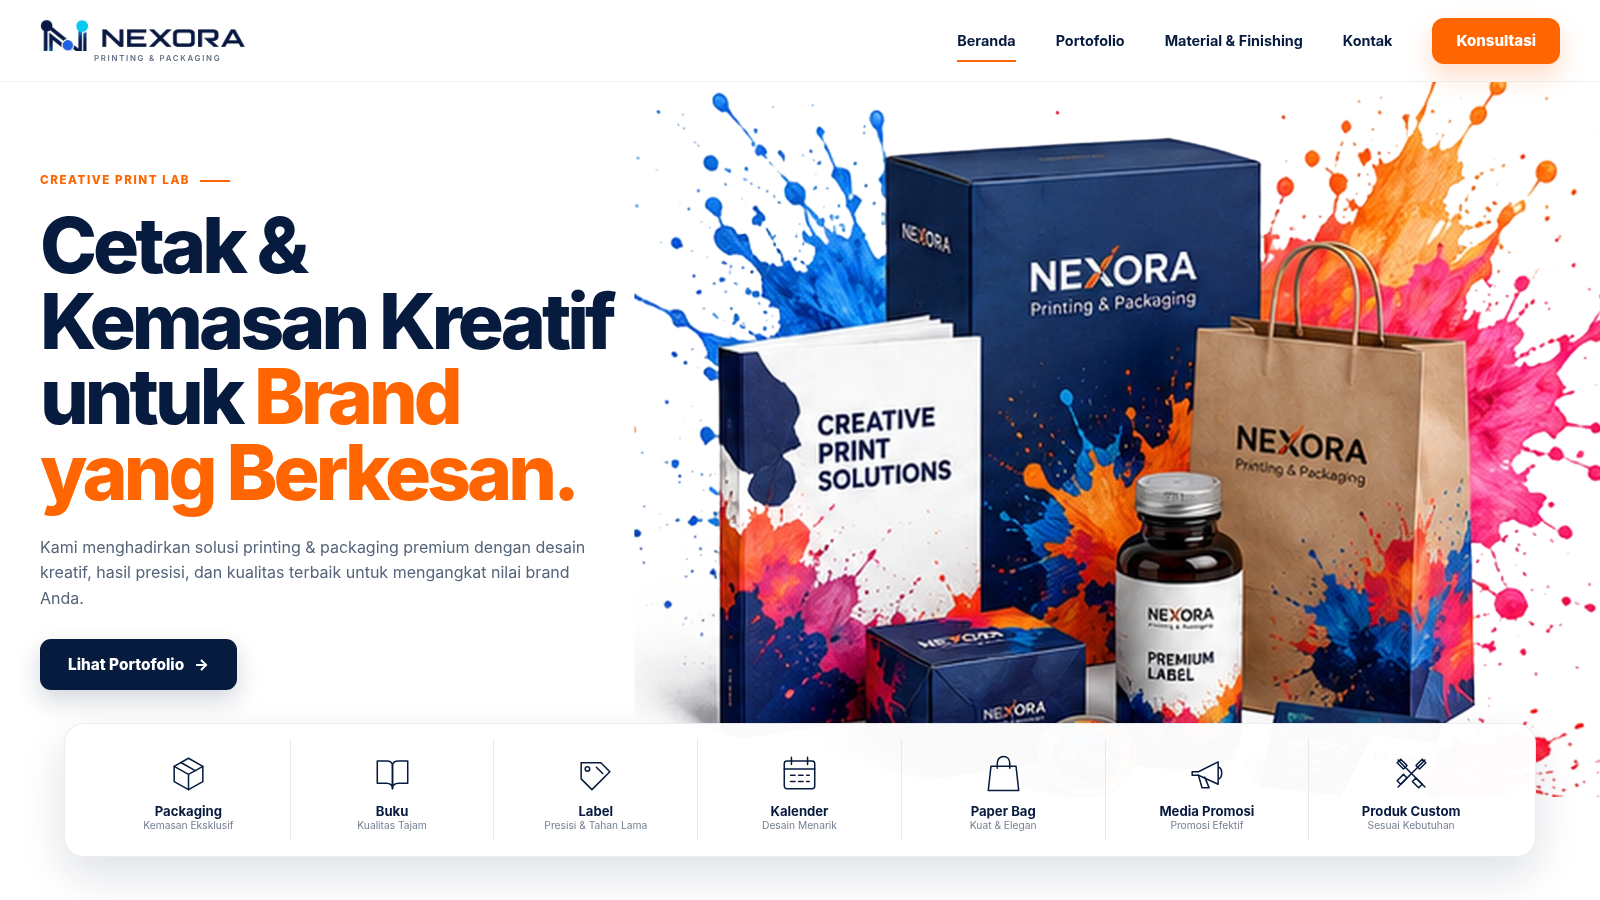 NEXORA
PRINTING & PACKAGING
Beranda
Portofolio
Material & Finishing
Kontak
Konsultasi
CREATIVE PRINT LAB
Cetak &
Kemasan Kreatif
untuk Brand
yang Berkesan.
Kami menghadirkan solusi printing & packaging premium dengan desain
kreatif, hasil presisi, dan kualitas terbaik untuk mengangkat nilai brand
Anda.
Lihat Portofolio
NEXORA
NEXORA
Printing & Packaging
CREATIVE
PRINT
SOLUTIONS
NEXORA
Printing & Packaging
NEXORA
Printing & Packaging
PREMIUM
LABEL
NEXORA
NEXORA
Packaging
Kemasan Eksklusif
Buku
Kualitas Tajam
Label
Presisi & Tahan Lama
Kalender
Desain Menarik
Paper Bag
Kuat & Elegan
Media Promosi
Promosi Efektif
Produk Custom
Sesuai Kebutuhan